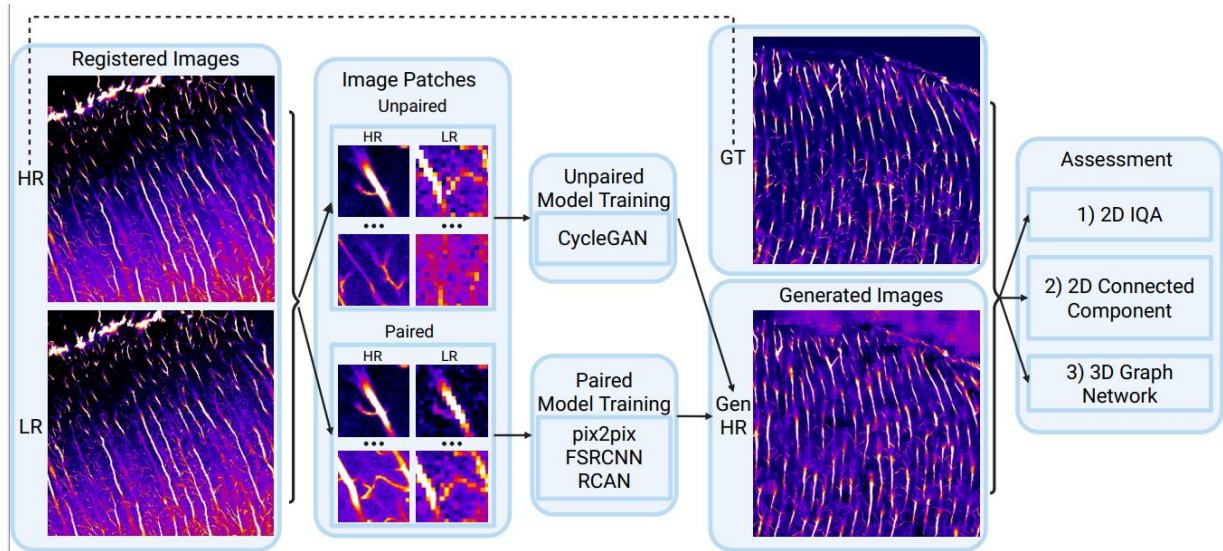 Registered Images
HR
LR
Image Patches
Unpaired
HR
LR
•••
•••
Paired
HR
LR
•••
•••
Unpaired
Model Training
CycleGAN
Paired
Model Training
pix2pix
FSRCNN
RCAN
GT
Generated Images
Gen
HR
Assessment
1) 2D IQA
2) 2D Connected
Component
3) 3D Graph
Network